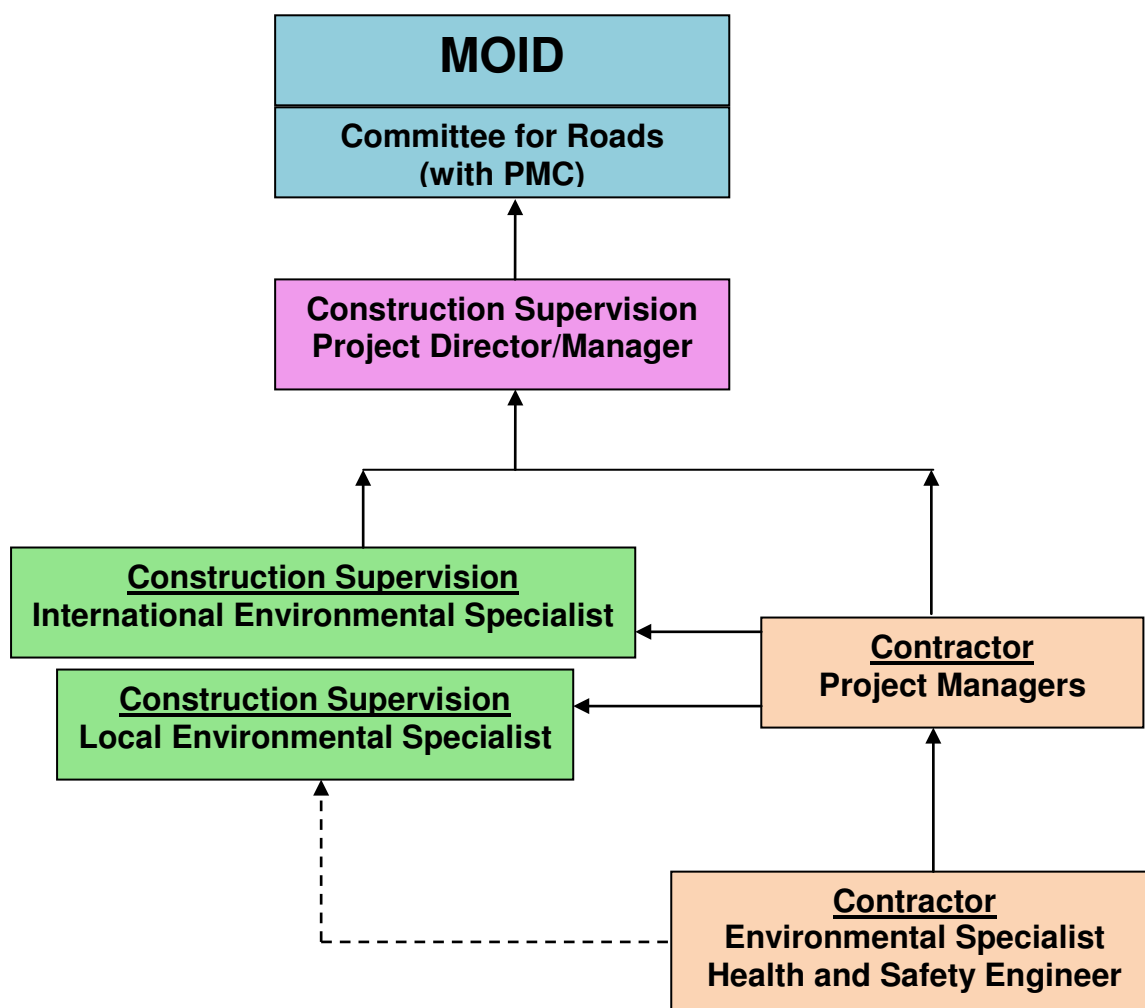 MOID
Committee for Roads
(with PMC)
Construction Supervision
Project Director/Manager
Construction Supervision
International Environmental Specialist
Contractor
Project Managers
Construction Supervision
Local Environmental Specialist
Contractor
Environmental Specialist
Health and Safety Engineer